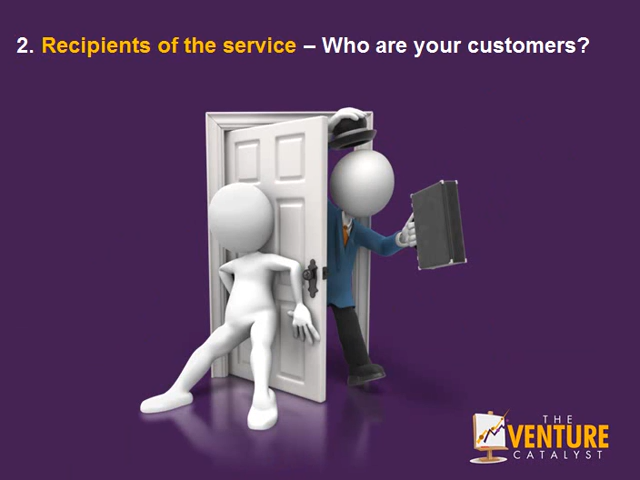 2. Recipients of the service – Who are your customers?
THE
VENTURE
CATALYST